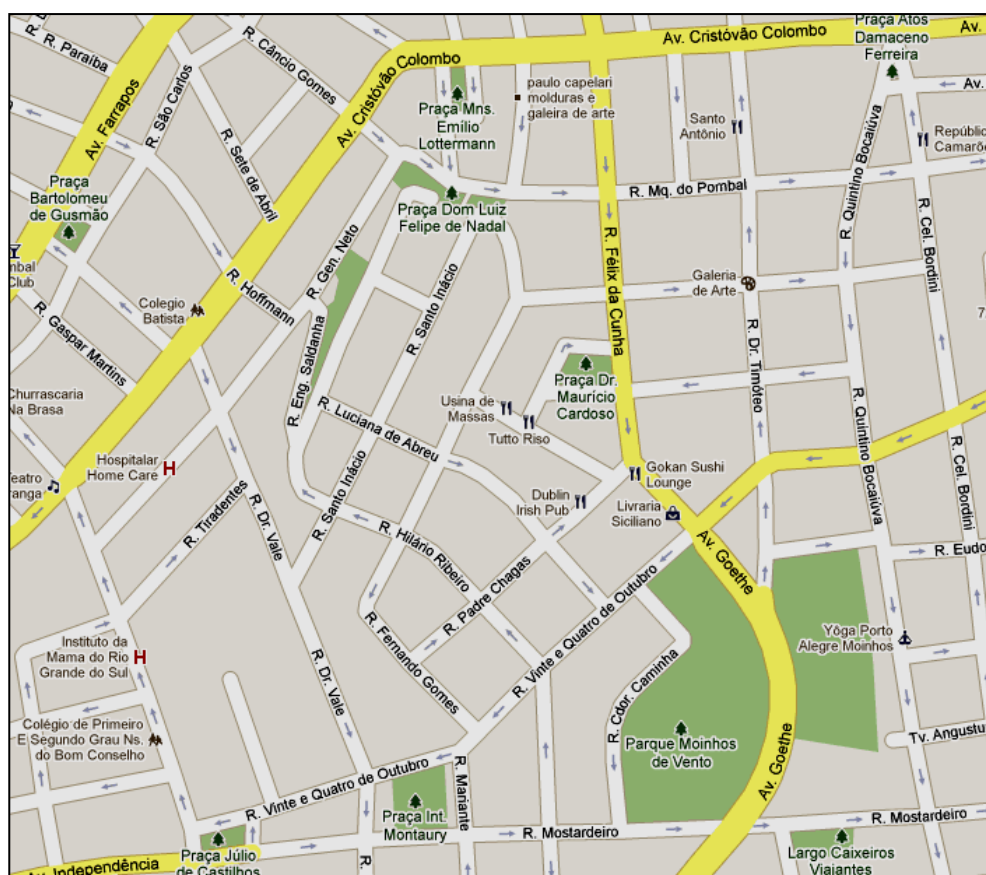 Av. Cristóvão Colombo
Praça Atos
Damaceno
Ferreira
Av.
R. Câncio Gomes
R. Paraíba
Av. Farrapos
R. São Carlos
R. Sete de Abril
Av. Cristóvão Colombo
Praça Mns.
Emílio
Lottermann
paulo capelari
molduras e
galeira de arte
Santo
Antônio
Av.
Praça
Bartolomeu
de Gusmão
Praça Dom Luiz
Felipe de Nadal
R. Mq. do Pombal
R. Quintino Bocaiúva
R. Cel. Bordini
R. Gen. Neto
R. Félix da Cunha
R. Hoffmann
Colegio
Batista
Galeria
de Arte
R. Gaspar Martins
R. Eng. Saldanha
R. Santo Inácio
R. Dr. Timóteo
Churrascaria
Na Brasa
Usina de
Massas
Tutto Riso
Praça Dr.
Maurício
Cardoso
R. Luciana de Abreu
Hospitalar
Home Care
Gokan Sushi
Lounge
R. Quintino Bocaiúva
R. Cel. Bordini
R. Tiradentes
R. Dr. Vale
R. Santo Inácio
Dublin
Irish Pub
Livraria
Siciliano
R. Hilário Ribeiro
Av. Goethe
R. Padre Chagas
R. Vinte e Quatro de Outubro
R. Eudo
Instituto da
Mama do Rio
Grande do Sul
R. Dr. Vale
R. Fernando Gomes
R. Cdor. Caminha
Yôga Porto
Alegre Moinhos
Colégio de Primeiro
E Segundo Grau Ns.
do Bom Conselho
Parque Moinhos
de Vento
Av. Goethe
Tv. Angustu
R. Vinte e Quatro de Outubro
R. Mariante
Praça Int.
Montaury
R. Mostardeiro
R. Mostardeiro
Av. Independência
Praça Júlio
de Castilhos
R.
Largo Caixeiros
Viajantes